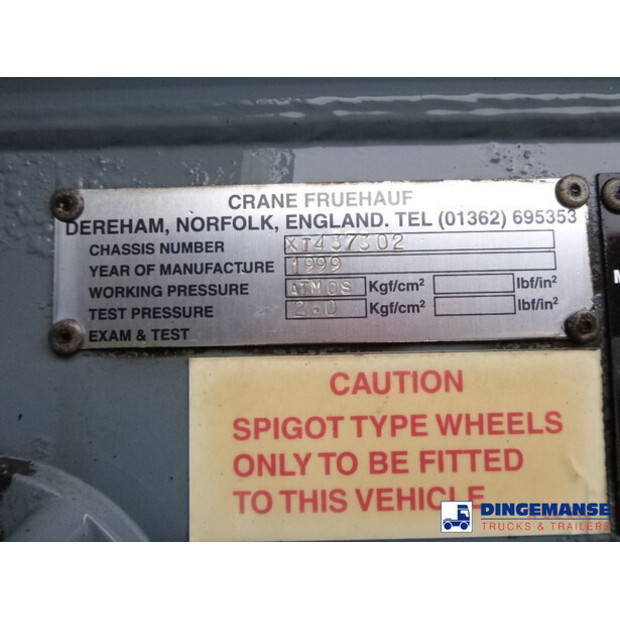 CRANE FRUEHAUF
DEREHAM, NORFOLK, ENGLAND. TEL (01362) 695353
CHASSIS NUMBER XT437302
YEAR OF MANUFACTURE 1999
WORKING PRESSURE ATMOS Kgf/cm² lbf/in²
TEST PRESSURE 2.0 Kgf/cm² lbf/in²
EXAM & TEST
CAUTION
SPIGOT TYPE WHEELS
ONLY TO BE FITTED
TO THIS VEHICLE
DINGEMANSE
TRUCKS & TRAILERS